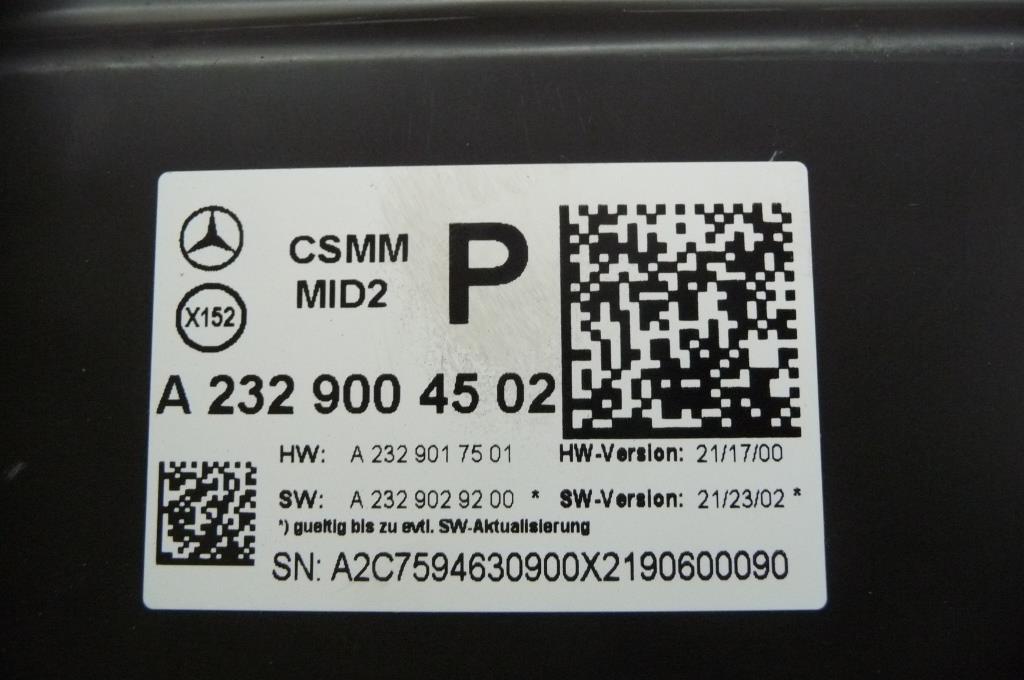 CSMM
MID2
P
X152
A 232 900 45 02
HW: A 232 901 75 01 HW-Version: 21/17/00
SW: A 232 902 92 00 * SW-Version: 21/23/02 *
*) gueltig bis zu evtl. SW-Aktualisierung
SN: A2C7594630900X2190600090